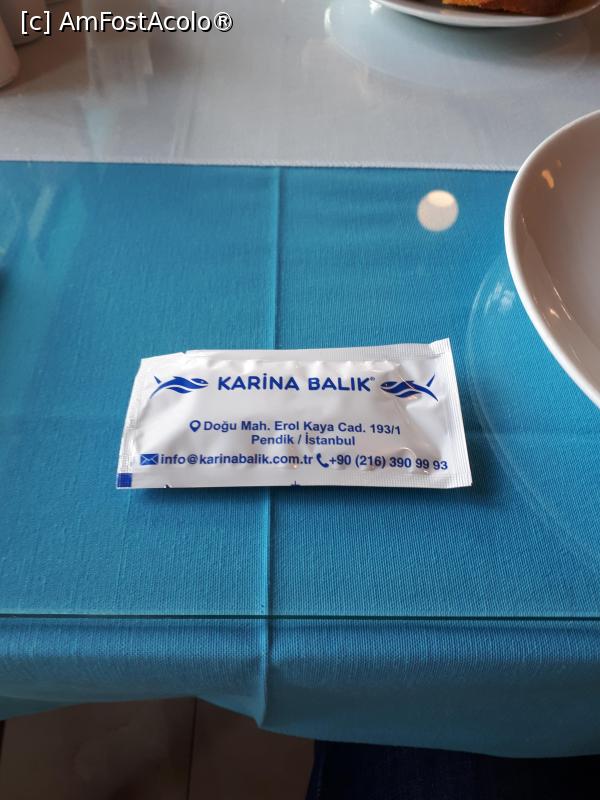 [c] AmFostAcolo®
KARİNA BALIK®
Doğu Mah. Erol Kaya Cad. 193/1
Pendik / İstanbul
info@karinabalik.com.tr +90 (216) 390 99 93